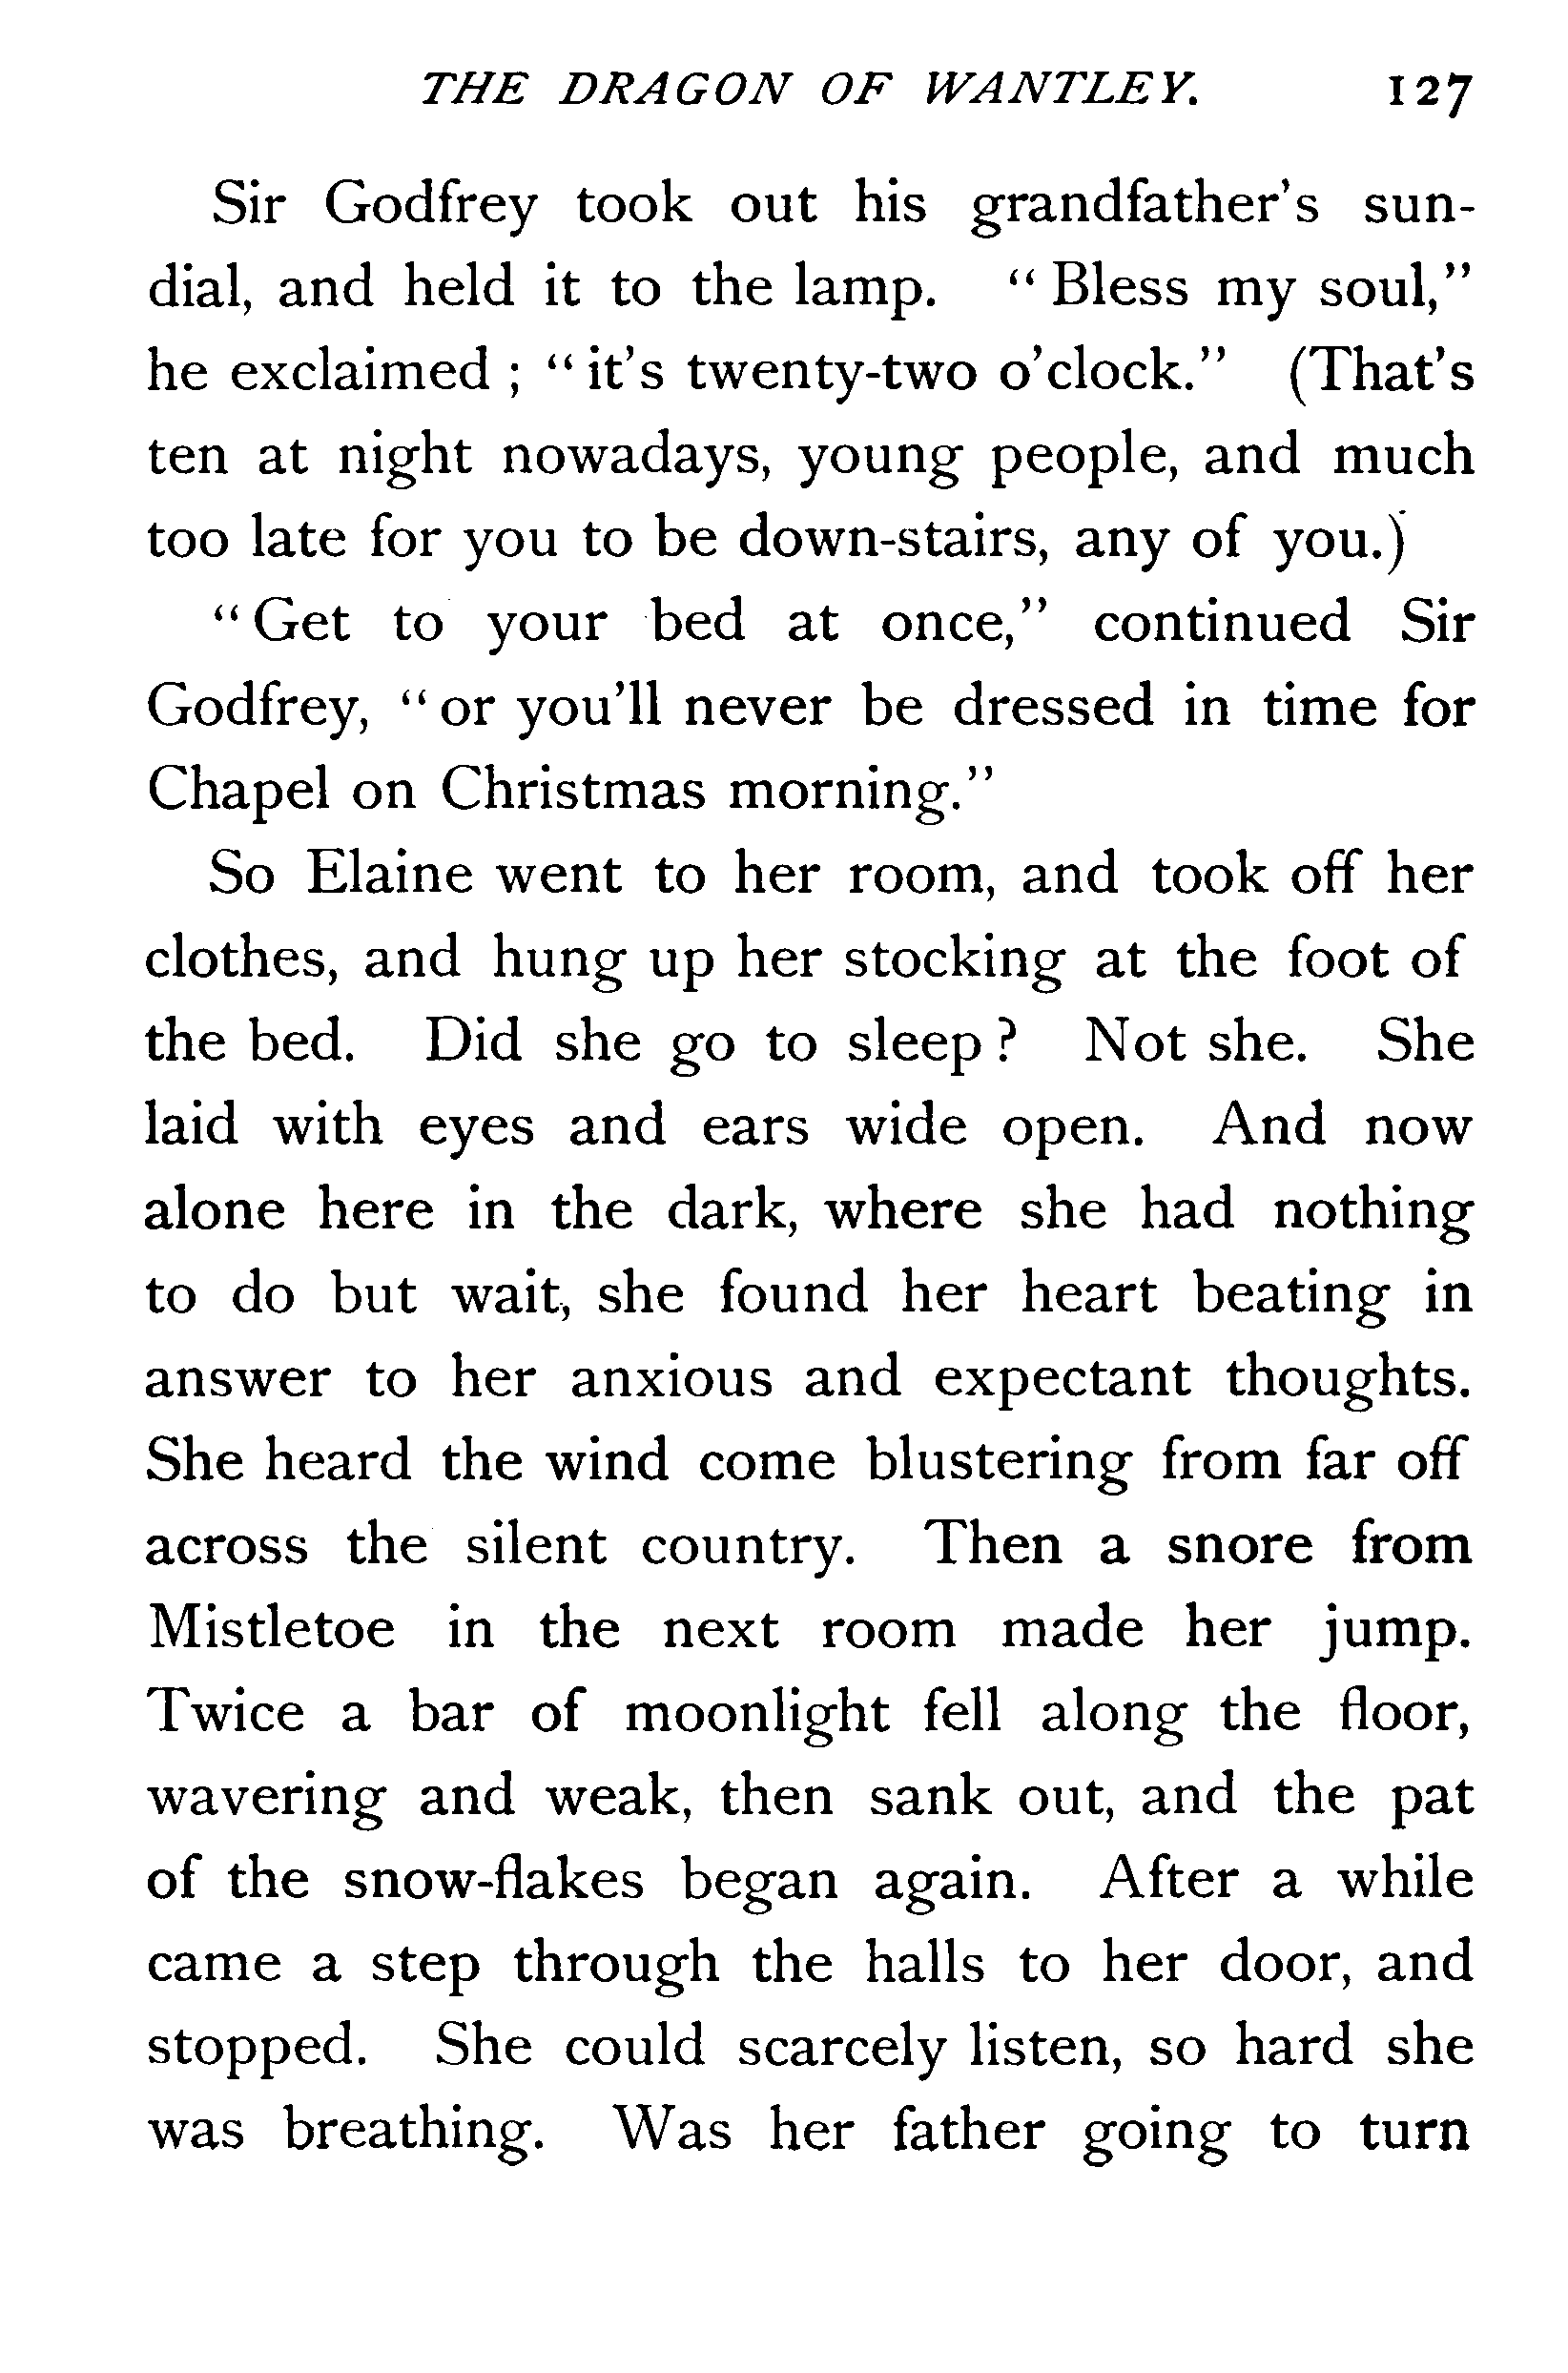 THE DRAGON OF WANTLEY. 127
Sir Godfrey took out his grandfather's sun-
dial, and held it to the lamp. “Bless my soul,”
he exclaimed ; “it's twenty-two o'clock.” (That's
ten at night nowadays, young people, and much
too late for you to be down-stairs, any of you.)
“Get to your bed at once,” continued Sir
Godfrey, “or you'll never be dressed in time for
Chapel on Christmas morning.”
So Elaine went to her room, and took off her
clothes, and hung up her stocking at the foot of
the bed. Did she go to sleep ? Not she. She
laid with eyes and ears wide open. And now
alone here in the dark, where she had nothing
to do but wait, she found her heart beating in
answer to her anxious and expectant thoughts.
She heard the wind come blustering from far off
across the silent country. Then a snore from
Mistletoe in the next room made her jump.
Twice a bar of moonlight fell along the floor,
wavering and weak, then sank out, and the pat
of the snow-flakes began again. After a while
came a step through the halls to her door, and
stopped. She could scarcely listen, so hard she
was breathing. Was her father going to turn